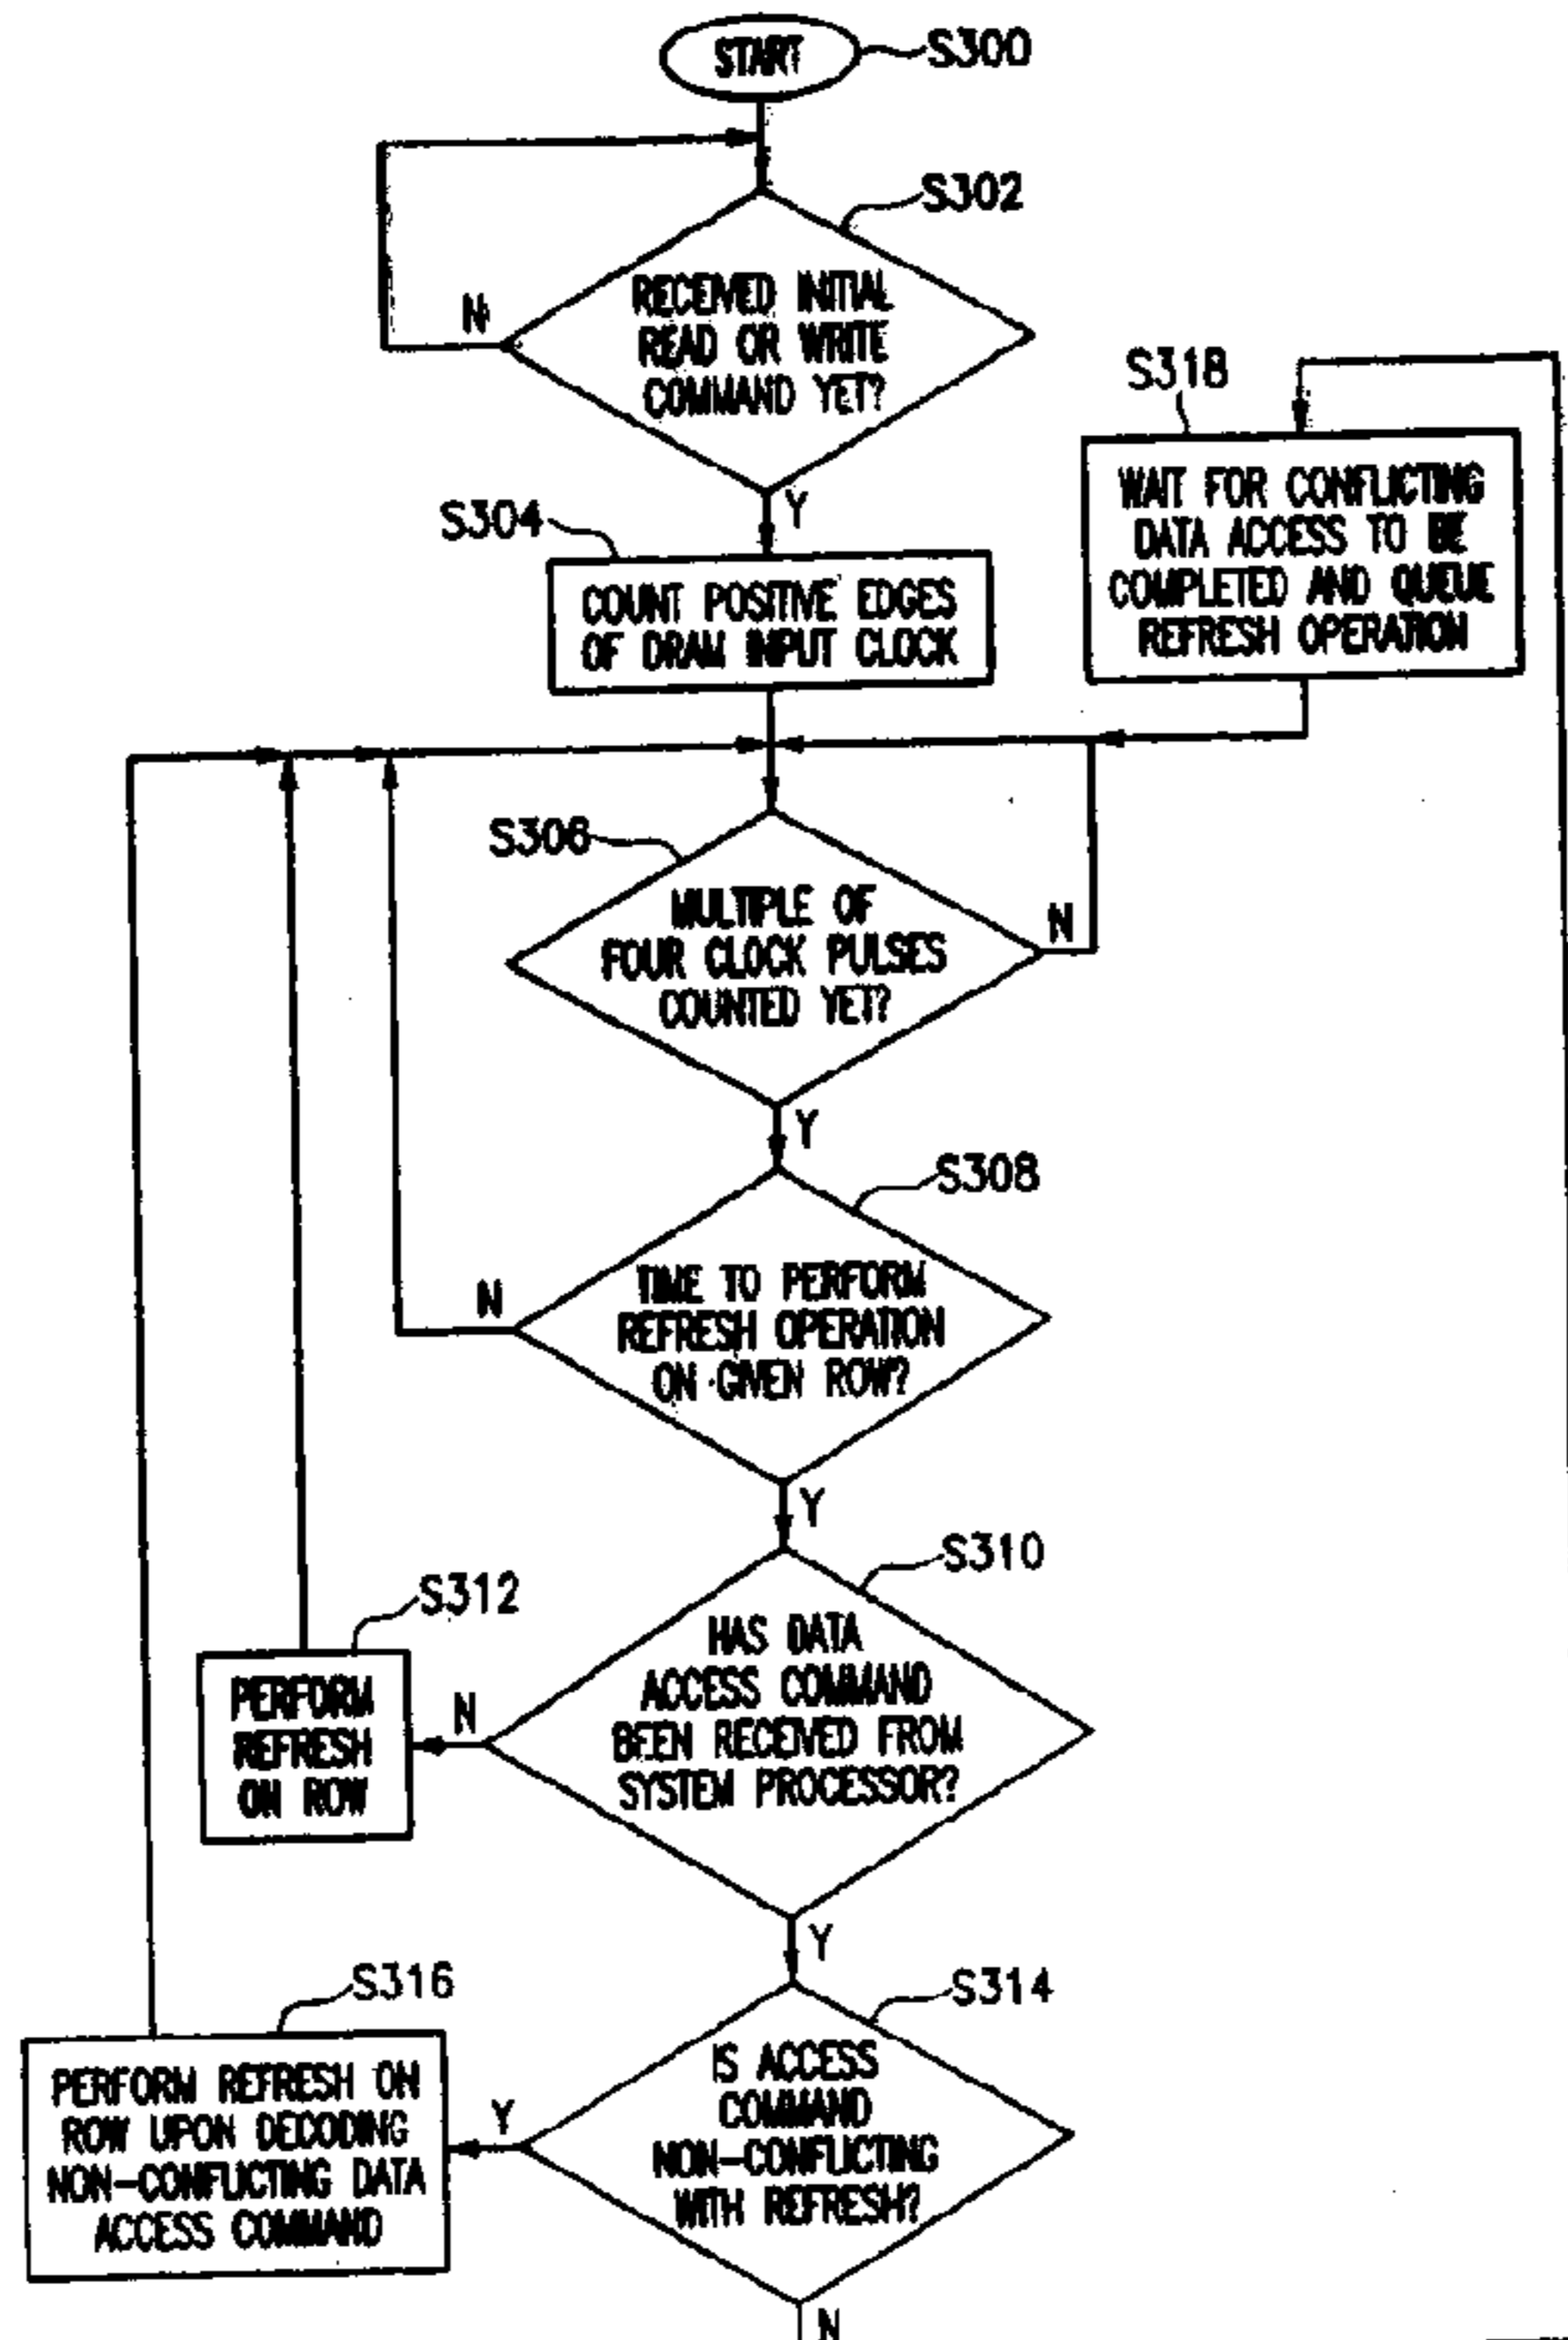 START
S300
S302
RECEIVED INITIAL
READ OR WRITE
COMMAND YET?
N
Y
S318
WAIT FOR CONFLICTING
DATA ACCESS TO BE
COMPLETED AND QUEUE
REFRESH OPERATION
S304
COUNT POSITIVE EDGES
OF DRAM INPUT CLOCK
S306
MULTIPLE OF
FOUR CLOCK PULSES
COUNTED YET?
N
Y
S308
TIME TO PERFORM
REFRESH OPERATION
ON GIVEN ROW?
N
Y
S310
HAS DATA
ACCESS COMMAND
BEEN RECEIVED FROM
SYSTEM PROCESSOR?
N
S312
PERFORM
REFRESH
ON ROW
Y
S314
IS ACCESS
COMMAND
NON-CONFLICTING
WITH REFRESH?
Y
S316
PERFORM REFRESH ON
ROW UPON DECODING
NON-CONFLICTING DATA
ACCESS COMMAND
N